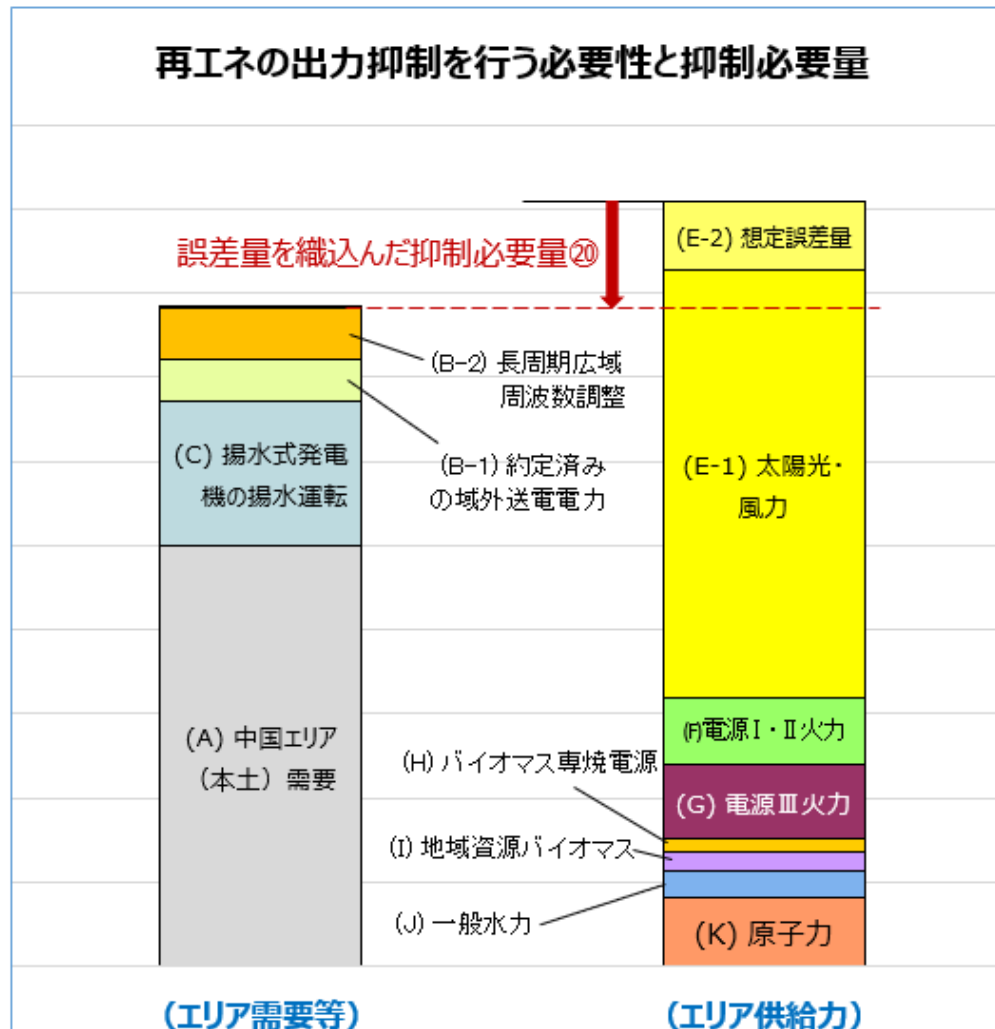 再エネの出力抑制を行う必要性と抑制必要量
誤差量を織込んだ抑制必要量⑳
(E-2) 想定誤差量
(B-2) 長周期広域
周波数調整
(C) 揚水式発電
機の揚水運転
(B-1) 約定済み
の域外送電電力
(E-1) 太陽光・
風力
(A) 中国エリア
（本土）需要
(F)電源Ⅰ・Ⅱ火力
(H) バイオマス専焼電源
(G) 電源Ⅲ火力
(I) 地域資源バイオマス
(J) 一般水力
(K) 原子力
(エリア需要等)
(エリア供給力)